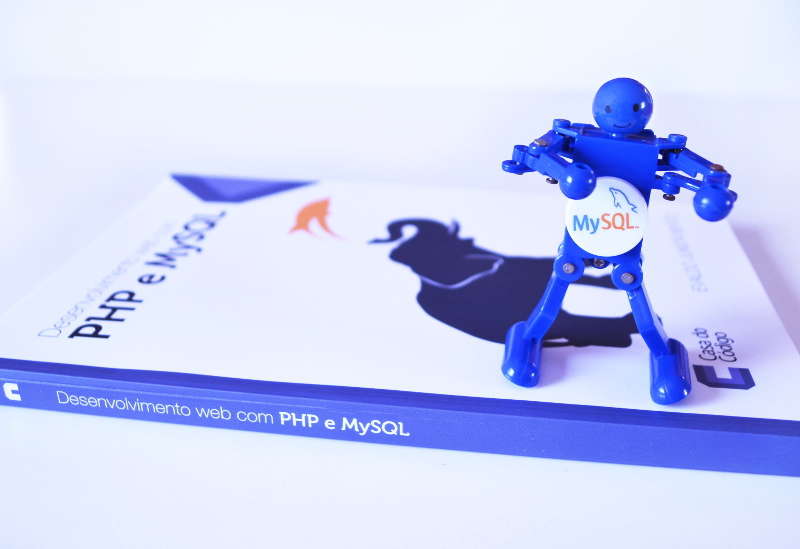 Desenvolvimento web com
PHP e MySQL
MySQL
Casa do
Código
Desenvolvimento web com PHP e MySQL